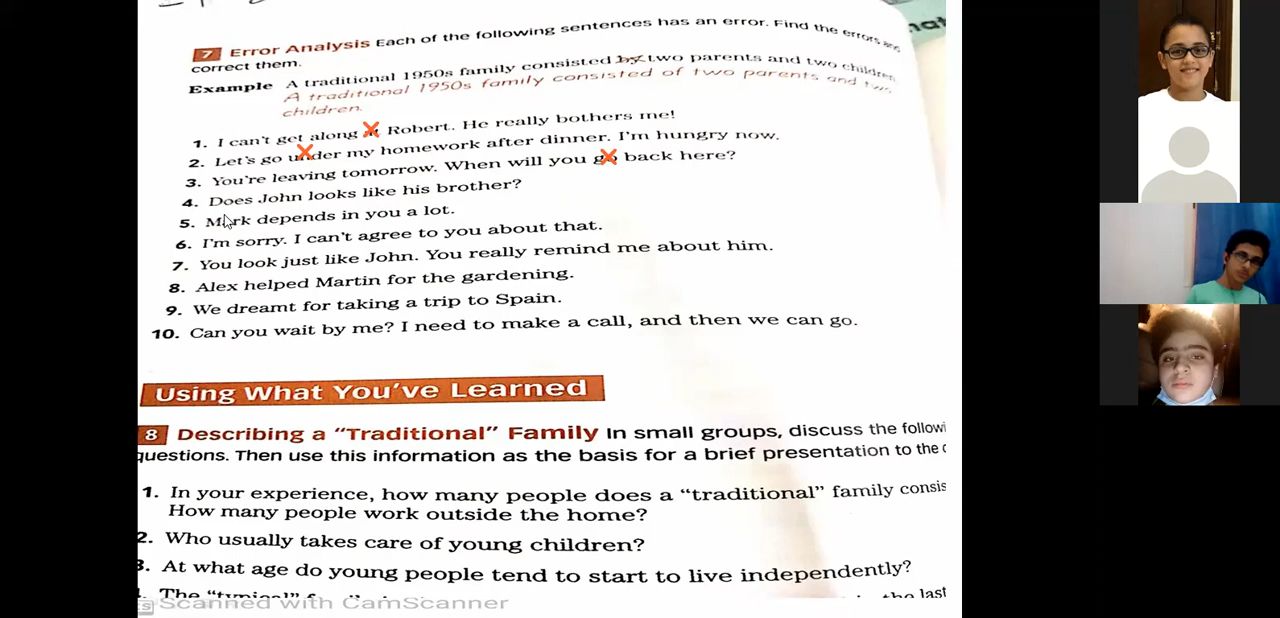 7 Error Analysis Each of the following sentences has an error. Find the errors and
correct them.
Example A traditional 1950s family consisted by two parents and two children.
A traditional 1950s family consisted of two parents and two
children.
1. I can't get along Robert. He really bothers me!
2. Let's go under my homework after dinner. I'm hungry now.
3. You're leaving tomorrow. When will you go back here?
4. Does John looks like his brother?
5. Mark depends in you a lot.
6. I'm sorry. I can't agree to you about that.
7. You look just like John. You really remind me about him.
8. Alex helped Martin for the gardening.
9. We dreamt for taking a trip to Spain.
10. Can you wait by me? I need to make a call, and then we can go.
Using What You've Learned
8 Describing a "Traditional" Family In small groups, discuss the followi
questions. Then use this information as the basis for a brief presentation to the
1. In your experience, how many people does a "traditional" family consis
How many people work outside the home?
2. Who usually takes care of young children?
3. At what age do young people tend to start to live independently?
The "typical" the last
Scanned with CamScanner